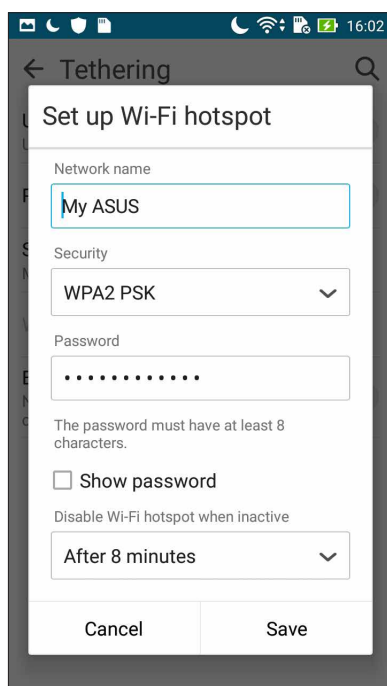 16:02
Tethering
Set up Wi-Fi hotspot
Network name
My ASUS
Security
WPA2 PSK
Password
••••••••••••
The password must have at least 8
characters.
Show password
Disable Wi-Fi hotspot when inactive
After 8 minutes
Cancel
Save